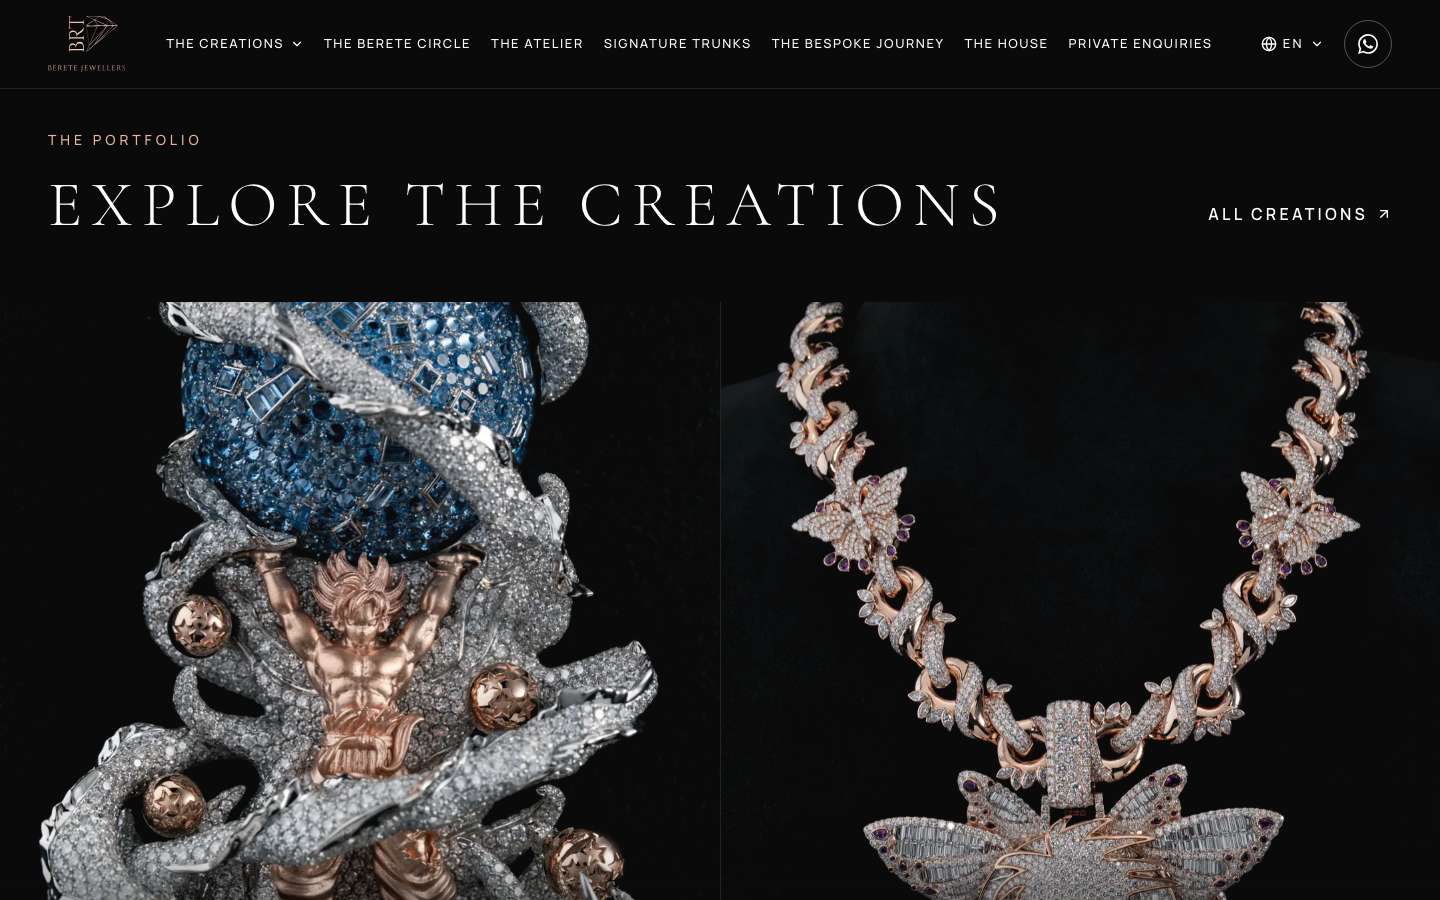 BRT
BERETE JEWELLERS
THE CREATIONS
THE BERETE CIRCLE
THE ATELIER
SIGNATURE TRUNKS
THE BESPOKE JOURNEY
THE HOUSE
PRIVATE ENQUIRIES
EN
THE PORTFOLIO
EXPLORE THE CREATIONS
ALL CREATIONS